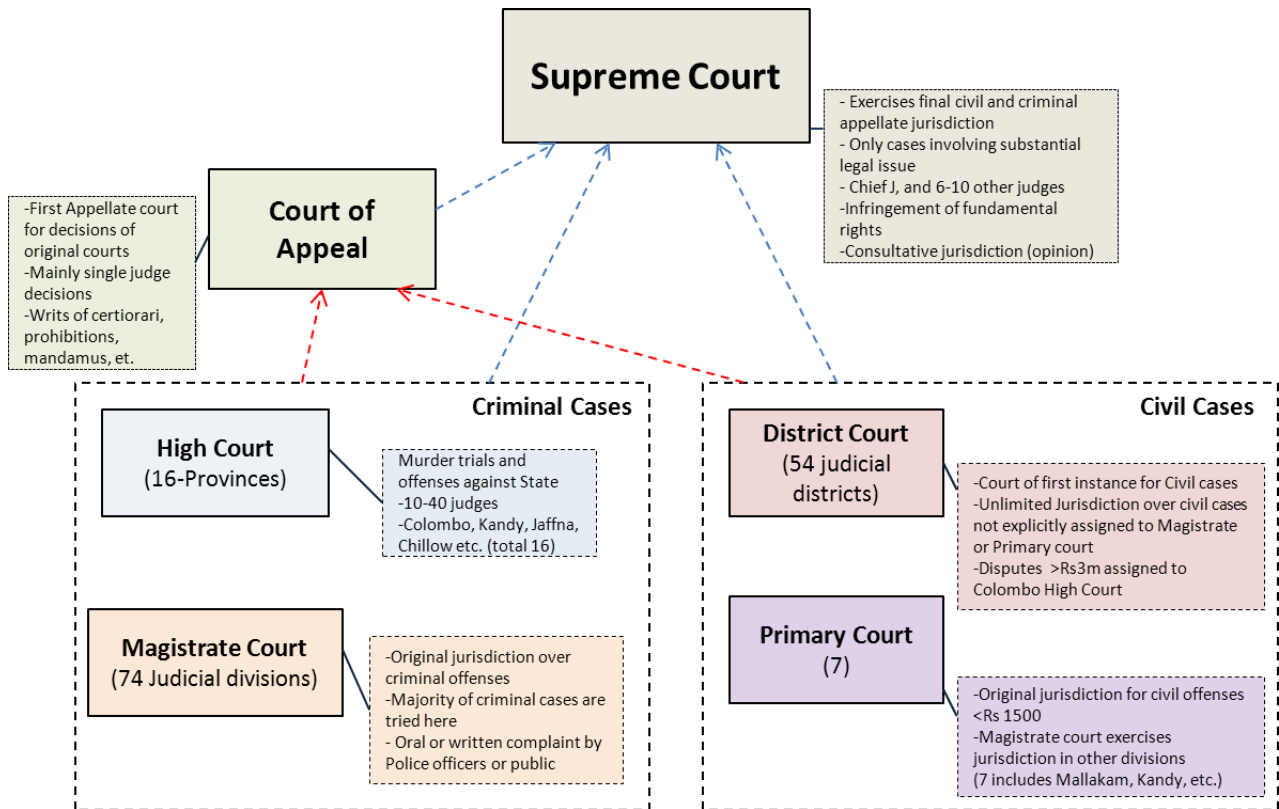 Supreme Court
- Exercises final civil and criminal
appellate jurisdiction
- Only cases involving substantial
legal issue
- Chief J, and 6-10 other judges
-Infringement of fundamental
rights
-Consultative jurisdiction (opinion)
Court of
Appeal
-First Appellate court
for decisions of
original courts
-Mainly single judge
decisions
-Writs of certiorari,
prohibitions,
mandamus, et.
Criminal Cases
High Court
(16-Provinces)
Murder trials and
offenses against State
-10-40 judges
-Colombo, Kandy, Jaffna,
Chillow etc. (total 16)
Magistrate Court
(74 Judicial divisions)
-Original jurisdiction over
criminal offenses
-Majority of criminal cases are
tried here
- Oral or written complaint by
Police officers or public
Civil Cases
District Court
(54 judicial
districts)
-Court of first instance for Civil cases
-Unlimited Jurisdiction over civil cases
not explicitly assigned to Magistrate
or Primary court
-Disputes >Rs3m assigned to
Colombo High Court
Primary Court
(7)
-Original jurisdiction for civil offenses
<Rs 1500
-Magistrate court exercises
jurisdiction in other divisions
(7 includes Mallakam, Kandy, etc.)